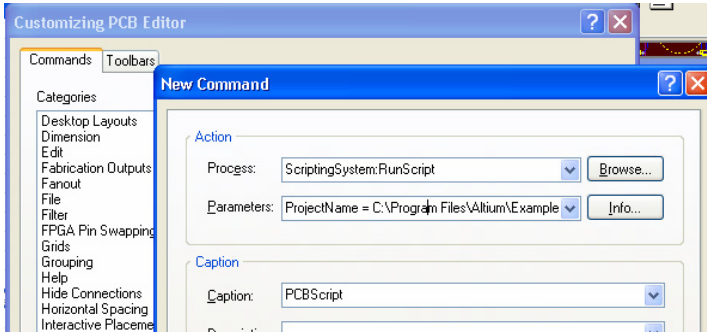 Customizing PCB Editor
Commands
Toolbars
Categories
Desktop Layouts
Dimension
Edit
Fabrication Outputs
Fanout
File
Filter
FPGA Pin Swapping
Grids
Grouping
Help
Hide Connections
Horizontal Spacing
Interactive Placeme
New Command
Action
Process: ScriptingSystem:RunScript Browse...
Parameters: ProjectName = C:\Program Files\Altium\Example Info...
Caption
Caption: PCBScript